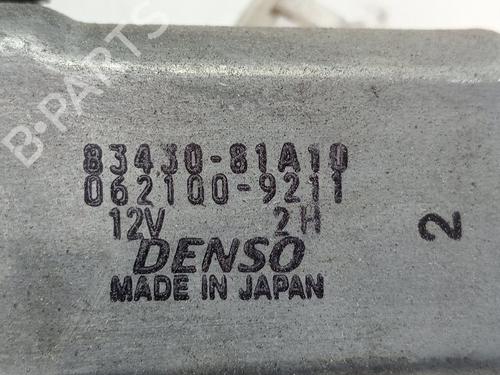 B-PARTS
83430-81A10
062100-9211
12V 2H
2
DENSO
MADE IN JAPAN